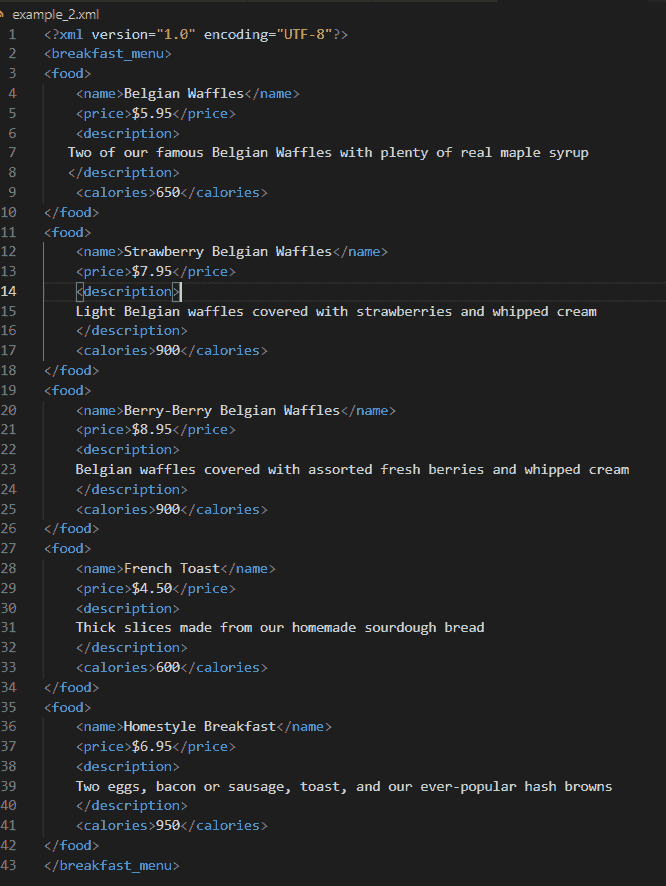 example_2.xml
1 <?xml version="1.0" encoding="UTF-8"?>
2 <breakfast_menu>
3 <food>
4 <name>Belgian Waffles</name>
5 <price>$5.95</price>
6 <description>
7 Two of our famous Belgian Waffles with plenty of real maple syrup
8 </description>
9 <calories>650</calories>
10 </food>
11 <food>
12 <name>Strawberry Belgian Waffles</name>
13 <price>$7.95</price>
14 <description>
15 Light Belgian waffles covered with strawberries and whipped cream
16 </description>
17 <calories>900</calories>
18 </food>
19 <food>
20 <name>Berry-Berry Belgian Waffles</name>
21 <price>$8.95</price>
22 <description>
23 Belgian waffles covered with assorted fresh berries and whipped cream
24 </description>
25 <calories>900</calories>
26 </food>
27 <food>
28 <name>French Toast</name>
29 <price>$4.50</price>
30 <description>
31 Thick slices made from our homemade sourdough bread
32 </description>
33 <calories>600</calories>
34 </food>
35 <food>
36 <name>Homestyle Breakfast</name>
37 <price>$6.95</price>
38 <description>
39 Two eggs, bacon or sausage, toast, and our ever-popular hash browns
40 </description>
41 <calories>950</calories>
42 </food>
43 </breakfast_menu>